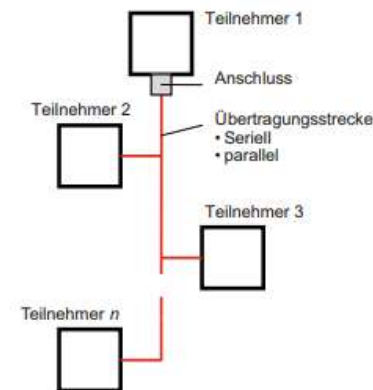 Teilnehmer 1
Anschluss
Teilnehmer 2
Übertragungsstrecke
• Seriell
• parallel
Teilnehmer 3
Teilnehmer n